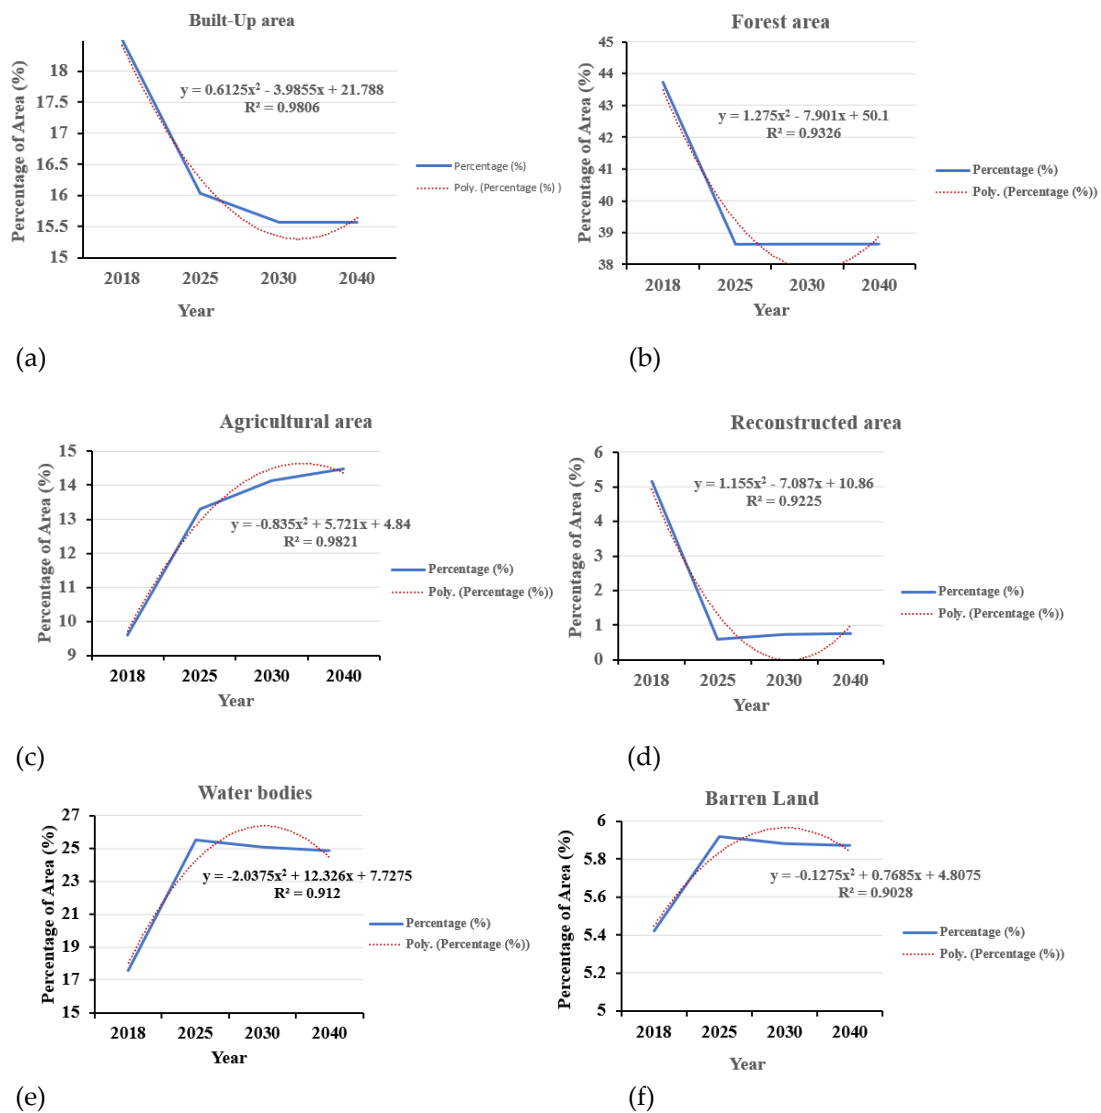 Built-Up area
18
17.5
17
16.5
16
15.5
15
Percentage of Area (%)
y = 0.6125x² - 3.9855x + 21.788
R² = 0.9806
Percentage (%)
Poly. (Percentage (%) )
2018 2025 2030 2040
Year
(a)
Forest area
45
44
43
42
41
40
39
38
Percentage of Area (%)
y = 1.275x² - 7.901x + 50.1
R² = 0.9326
Percentage (%)
Poly. (Percentage (%))
2018 2025 2030 2040
Year
(b)
Agricultural area
15
14
13
12
11
10
9
Percentage of Area (%)
y = -0.835x² + 5.721x + 4.84
R² = 0.9821
Percentage (%)
Poly. (Percentage (%))
2018 2025 2030 2040
Year
(c)
Reconstructed area
6
5
4
3
2
1
0
Percentage of Area (%)
y = 1.155x² - 7.087x + 10.86
R² = 0.9225
Percentage (%)
Poly. (Percentage (%))
2018 2025 2030 2040
Year
(d)
Water bodies
27
25
23
21
19
17
15
Percentage of Area (%)
y = -2.0375x² + 12.326x + 7.7275
R² = 0.912
Percentage (%)
Poly. (Percentage (%))
2018 2025 2030 2040
Year
(e)
Barren Land
6
5.8
5.6
5.4
5.2
5
Percentage of Area (%)
y = -0.1275x² + 0.7685x + 4.8075
R² = 0.9028
Percentage (%)
Poly. (Percentage (%))
2018 2025 2030 2040
Year
(f)